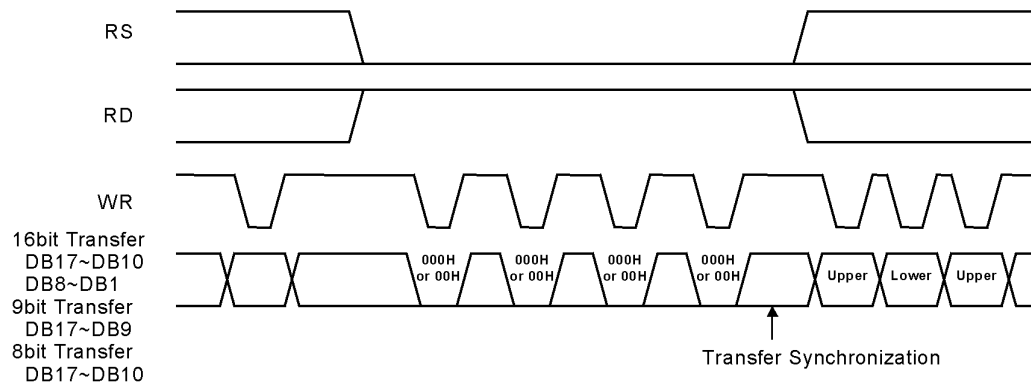 RS
RD
WR
16bit Transfer
DB17~DB10
DB8~DB1
9bit Transfer
DB17~DB9
8bit Transfer
DB17~DB10
000H
or 00H
000H
or 00H
000H
or 00H
000H
or 00H
Upper
Lower
Upper
Transfer Synchronization